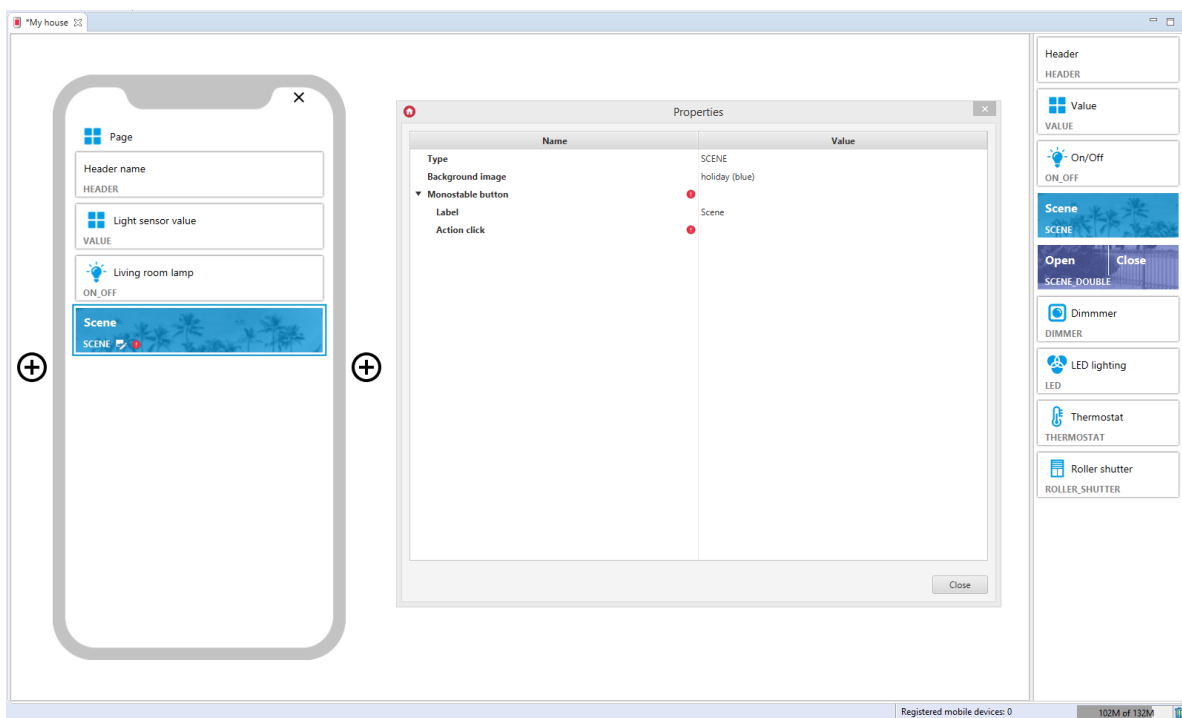 *My house
Page
Header name
HEADER
Light sensor value
VALUE
Living room lamp
ON_OFF
Scene
SCENE
Properties
Name Value
Type SCENE
Background image holiday (blue)
Monostable button
Label Scene
Action click
Close
Header
HEADER
Value
VALUE
On/Off
ON_OFF
Scene
SCENE
Open Close
SCENE_DOUBLE
Dimmmer
DIMMER
LED lighting
LED
Thermostat
THERMOSTAT
Roller shutter
ROLLER_SHUTTER
Registered mobile devices: 0
102M of 132M